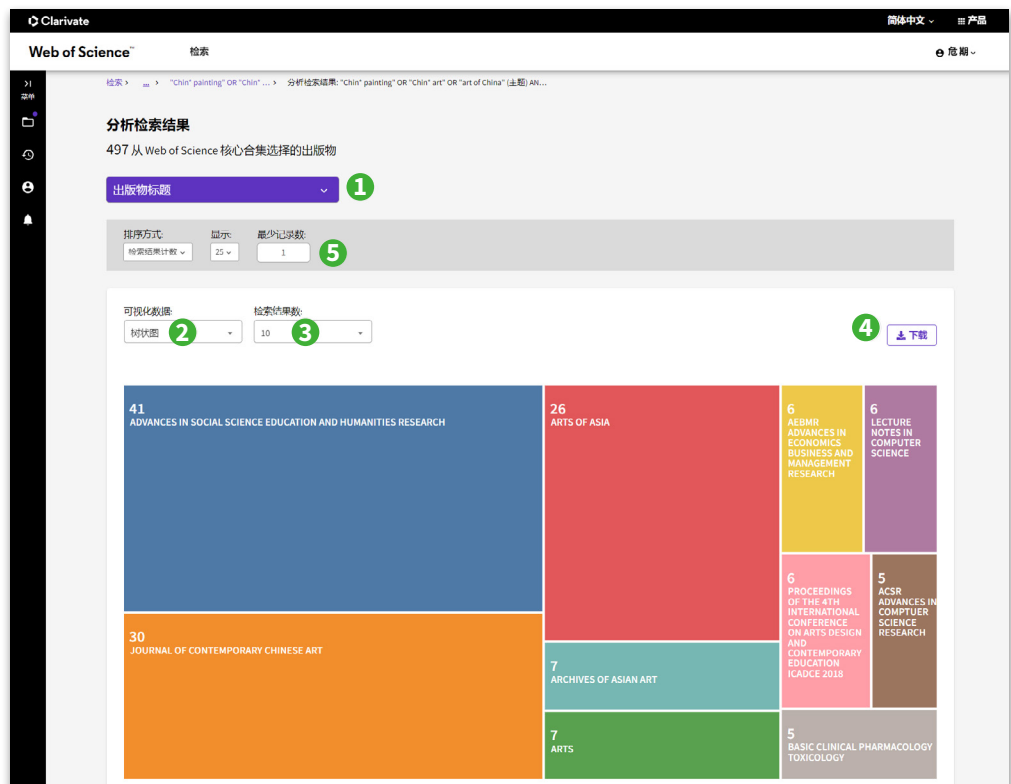 Clarivate
简体中文
产品
Web of Science™
检索
危 期
菜单
检索 > ... > "Chin* painting" OR "Chin* ... > 分析检索结果: "Chin* painting" OR "Chin* art" OR "art of China" (主题) AN...
分析检索结果
497 从 Web of Science 核心合集选择的出版物
出版物标题
1
排序方式:
显示:
最少记录数:
检索结果计数
25
1
5
可视化数据:
检索结果数:
树状图
2
10
3
4
下载
41
ADVANCES IN SOCIAL SCIENCE EDUCATION AND HUMANITIES RESEARCH
26
ARTS OF ASIA
6
AEBMR
ADVANCES IN
ECONOMICS
BUSINESS AND
MANAGEMENT
RESEARCH
6
LECTURE
NOTES IN
COMPUTER
SCIENCE
6
PROCEEDINGS
OF THE 4TH
INTERNATIONAL
CONFERENCE
ON ARTS DESIGN
AND
CONTEMPORARY
EDUCATION
ICADCE 2018
5
ACSR
ADVANCES IN
COMPTUER
SCIENCE
RESEARCH
30
JOURNAL OF CONTEMPORARY CHINESE ART
7
ARCHIVES OF ASIAN ART
7
ARTS
5
BASIC CLINICAL PHARMACOLOGY
TOXICOLOGY